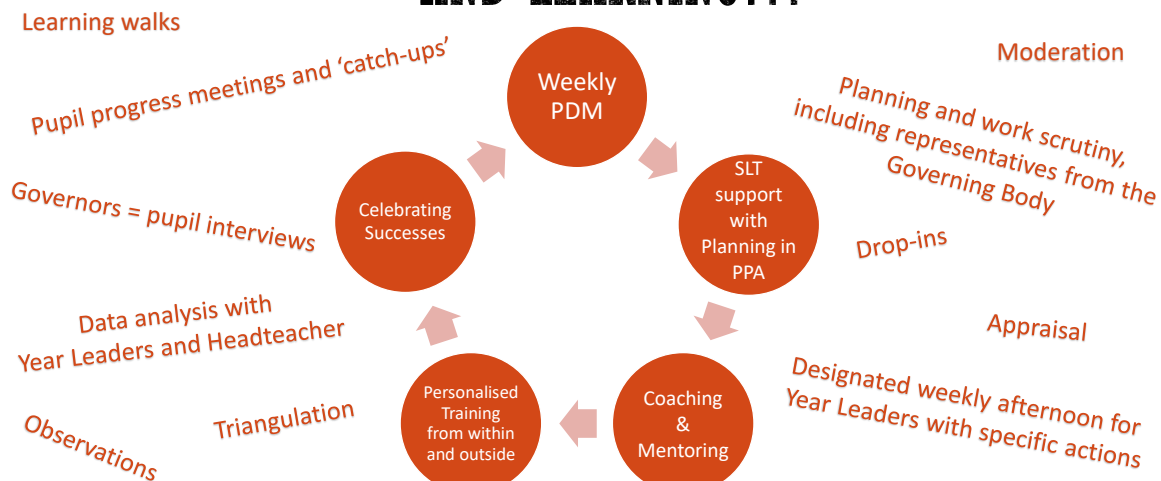 AND LEARNING???
Learning walks
Pupil progress meetings and ‘catch-ups’
Governors = pupil interviews
Data analysis with
Year Leaders and Headteacher
Observations
Triangulation
Weekly
PDM
SLT
support
with
Planning in
PPA
Coaching
&
Mentoring
Personalised
Training
from within
and outside
Celebrating
Successes
Moderation
Planning and work scrutiny,
including representatives from the
Governing Body
Drop-ins
Appraisal
Designated weekly afternoon for
Year Leaders with specific actions